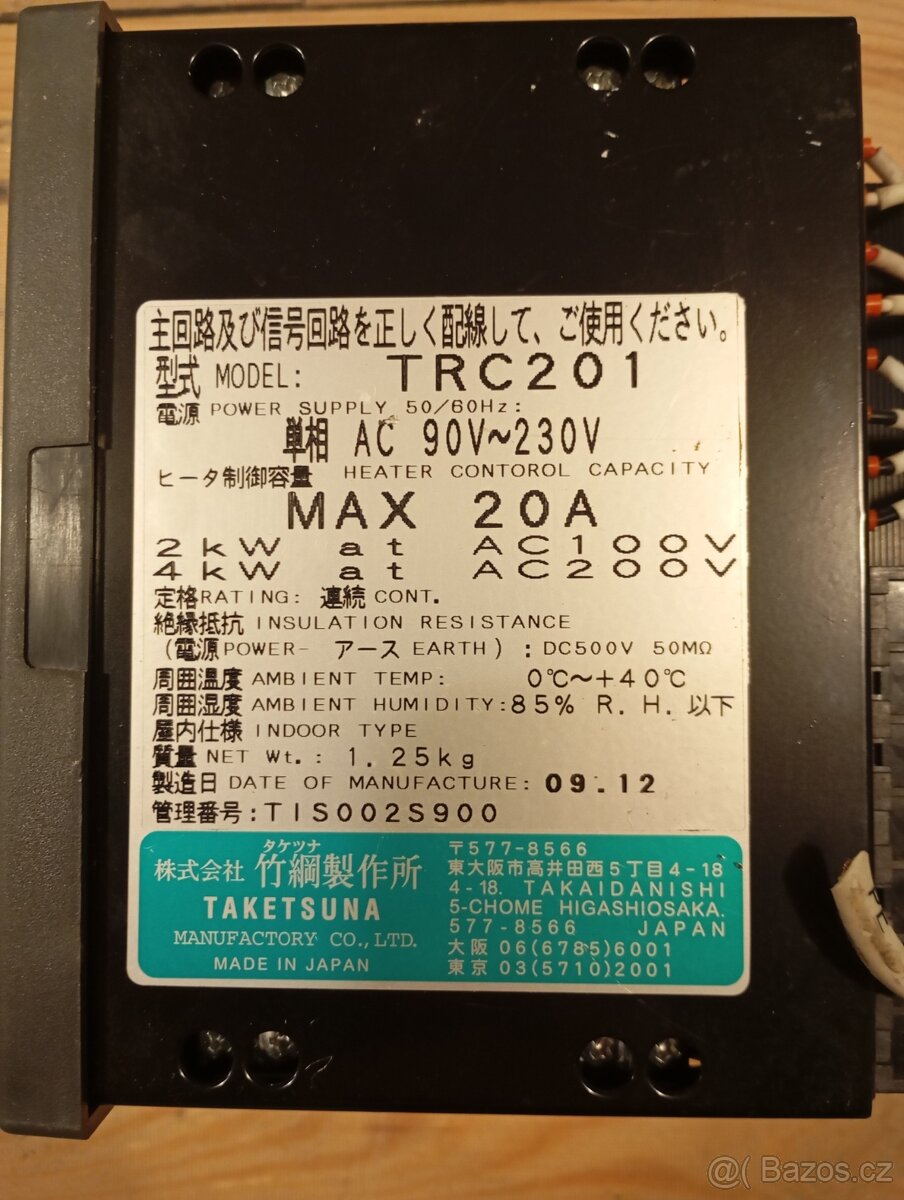 主回路及び信号回路を正しく配線して、ご使用ください。
型式 MODEL: TRC201
電源 POWER SUPPLY 50/60Hz:
単相 AC 90V~230V
ヒータ制御容量 HEATER CONTOROL CAPACITY
MAX 20A
2kW at AC100V
4kW at AC200V
定格 RATING: 連続 CONT.
絶縁抵抗 INSULATION RESISTANCE
(電源 POWER- アース EARTH): DC500V 50MΩ
周囲温度 AMBIENT TEMP: 0℃~+40℃
周囲湿度 AMBIENT HUMIDITY: 85% R. H. 以下
屋内仕様 INDOOR TYPE
質量 NET Wt.: 1.25kg
製造日 DATE OF MANUFACTURE: 09.12
管理番号: TIS002S900
タケツナ
株式会社 竹綱製作所
TAKETSUNA
MANUFACTORY CO., LTD.
MADE IN JAPAN
〒577-8566
東大阪市高井田西5丁目4-18
4-18. TAKAIDANISHI
5-CHOME HIGASHIOSAKA.
577-8566 JAPAN
大阪 06(6785)6001
東京 03(5710)2001
@( Bazos.cz